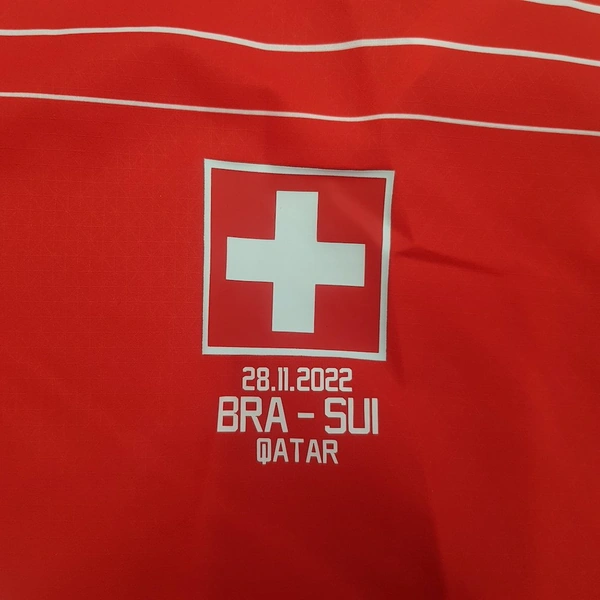 28.11.2022
BRA - SUI
QATAR